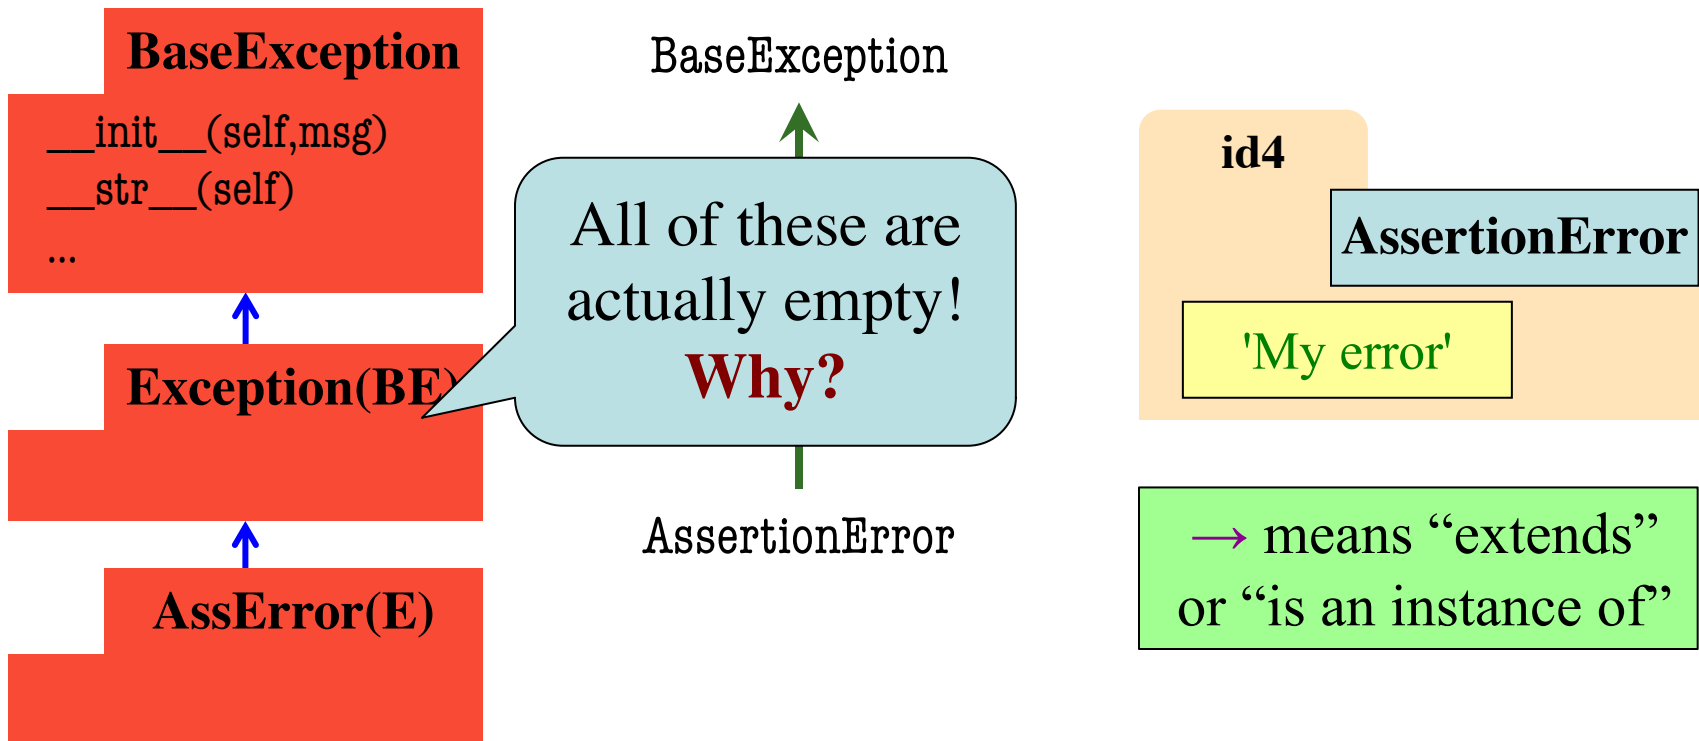 BaseException
__init__(self,msg)
__str__(self)
...
Exception(BE)
AssError(E)
BaseException
All of these are
actually empty!
Why?
AssertionError
id4
AssertionError
'My error'
→ means “extends”
or “is an instance of”